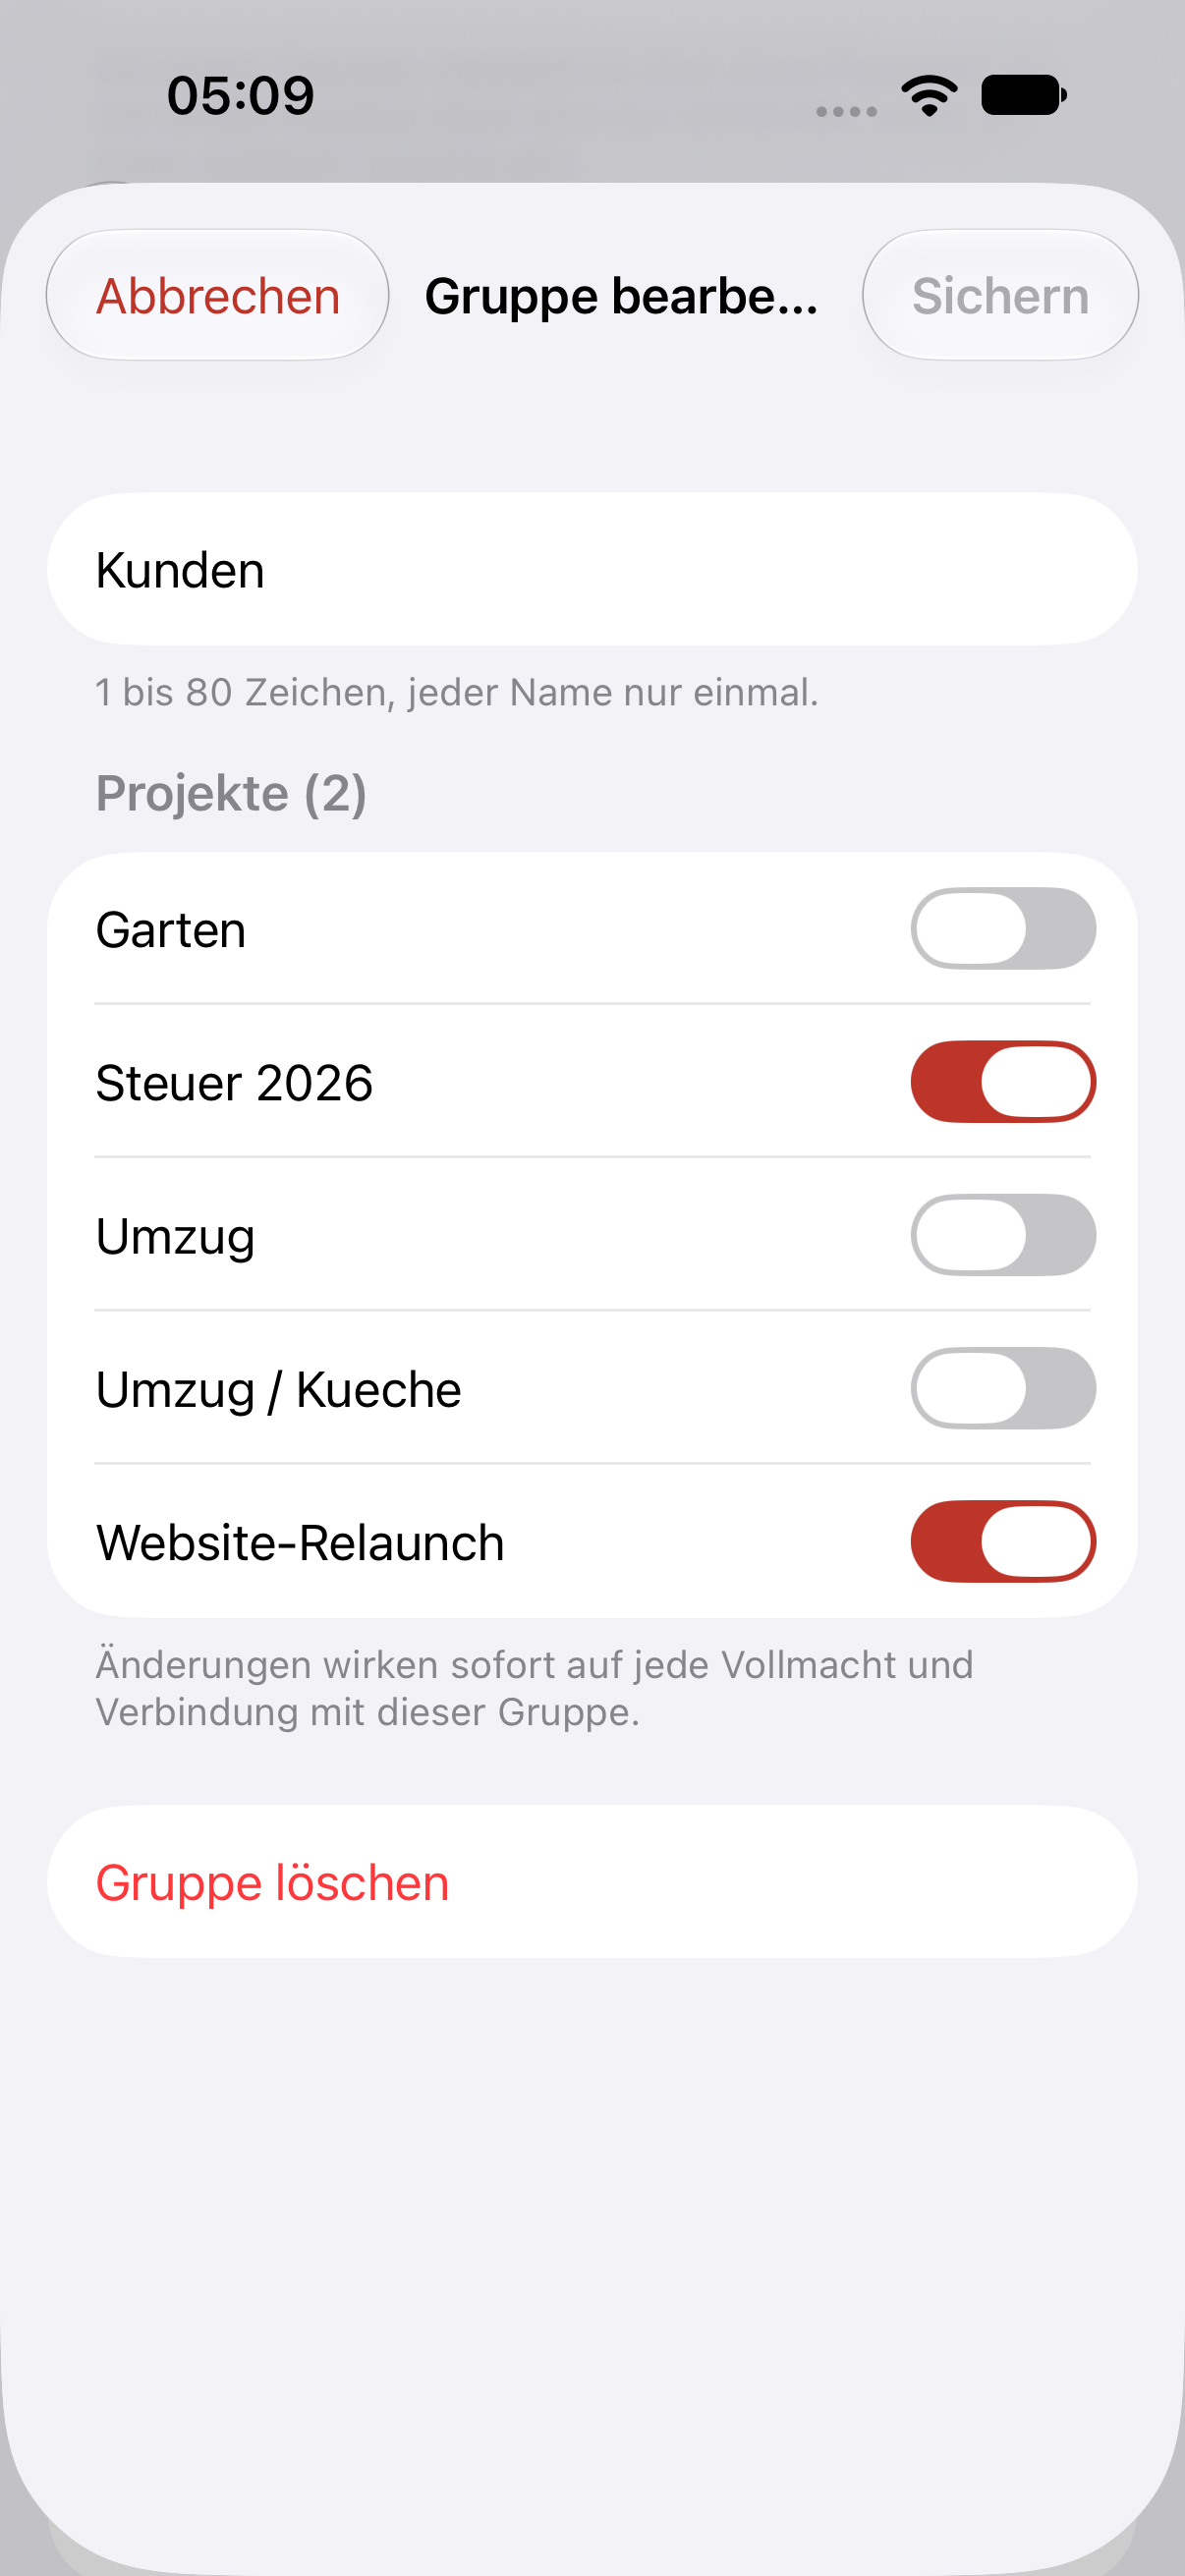 05:09
Abbrechen
Gruppe bearbe...
Sichern
Kunden
1 bis 80 Zeichen, jeder Name nur einmal.
Projekte (2)
Garten
Steuer 2026
Umzug
Umzug / Kueche
Website-Relaunch
Änderungen wirken sofort auf jede Vollmacht und
Verbindung mit dieser Gruppe.
Gruppe löschen